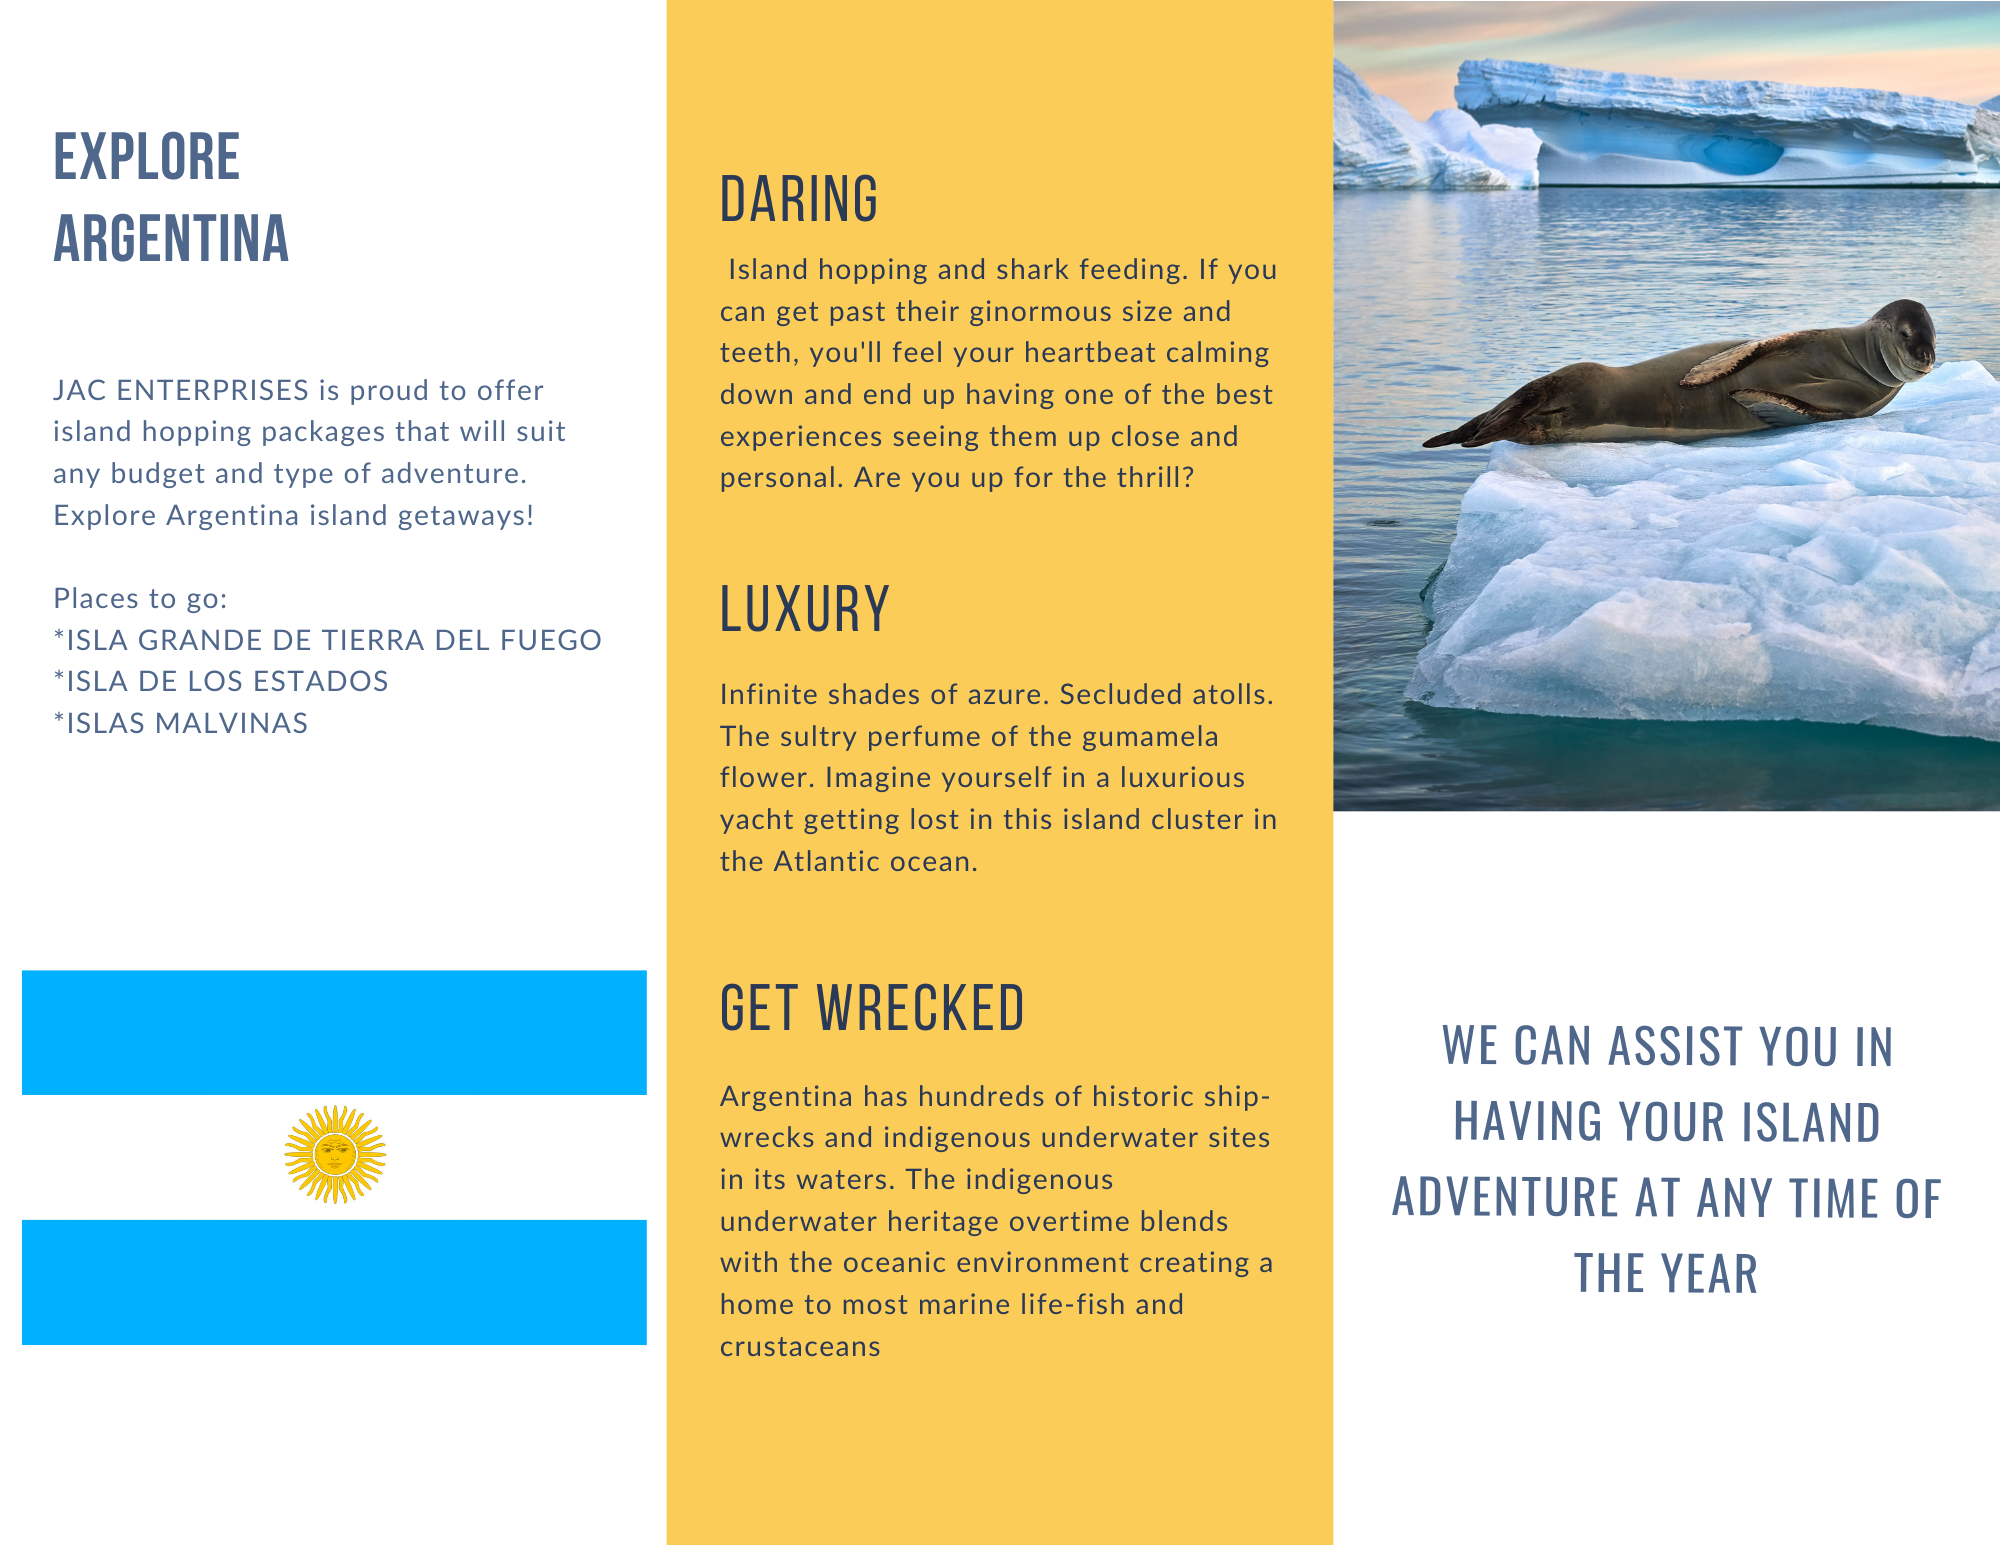 EXPLORE
ARGENTINA
JAC ENTERPRISES is proud to offer
island hopping packages that will suit
any budget and type of adventure.
Explore Argentina island getaways!
Places to go:
*ISLA GRANDE DE TIERRA DEL FUEGO
*ISLA DE LOS ESTADOS
*ISLAS MALVINAS
DARING
Island hopping and shark feeding. If you
can get past their ginormous size and
teeth, you'll feel your heartbeat calming
down and end up having one of the best
experiences seeing them up close and
personal. Are you up for the thrill?
LUXURY
Infinite shades of azure. Secluded atolls.
The sultry perfume of the gumamela
flower. Imagine yourself in a luxurious
yacht getting lost in this island cluster in
the Atlantic ocean.
GET WRECKED
Argentina has hundreds of historic ship-
wrecks and indigenous underwater sites
in its waters. The indigenous
underwater heritage overtime blends
with the oceanic environment creating a
home to most marine life-fish and
crustaceans
WE CAN ASSIST YOU IN
HAVING YOUR ISLAND
ADVENTURE AT ANY TIME OF
THE YEAR